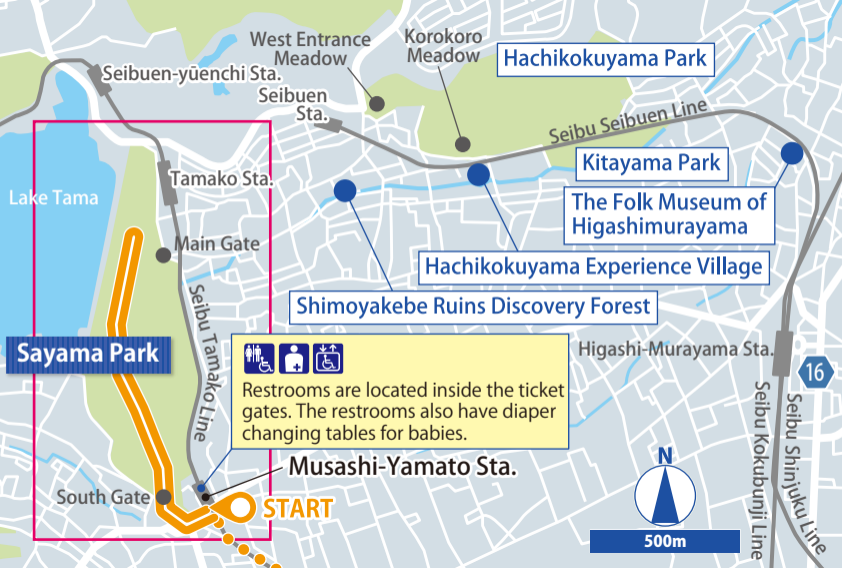 West Entrance
Meadow
Korokoro
Meadow
Hachikokuyama Park
Seibuen-yūenchi Sta.
Seibuen
Sta.
Seibu Seibuen Line
Tamako Sta.
Kitayama Park
Lake Tama
The Folk Museum of
Higashimurayama
Main Gate
Hachikokuyama Experience Village
Shimoyakebe Ruins Discovery Forest
Seibu Tamako Line
Sayama Park
Higashi-Murayama Sta.
16
Restrooms are located inside the ticket
gates. The restrooms also have diaper
changing tables for babies.
Seibu Kokubunji Line
Seibu Shinjuku Line
Musashi-Yamato Sta.
N
South Gate
START
500m